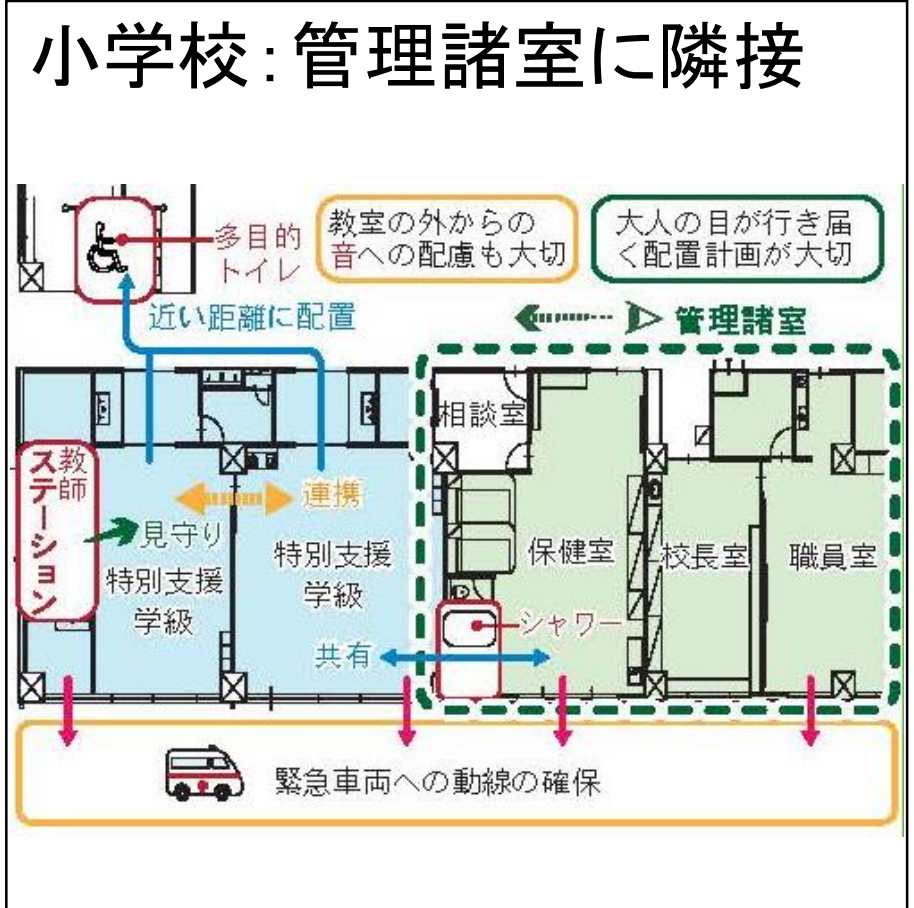 小学校:管理諸室に隣接
多目的
トイレ
教室の外からの
音への配慮も大切
大人の目が行き届
く配置計画が大切
近い距離に配置
管理諸室
相談室
教師
ステーション
見守り
連携
特別支援
学級
特別支援
学級
保健室
校長室
職員室
シャワー
共有
緊急車両への動線の確保